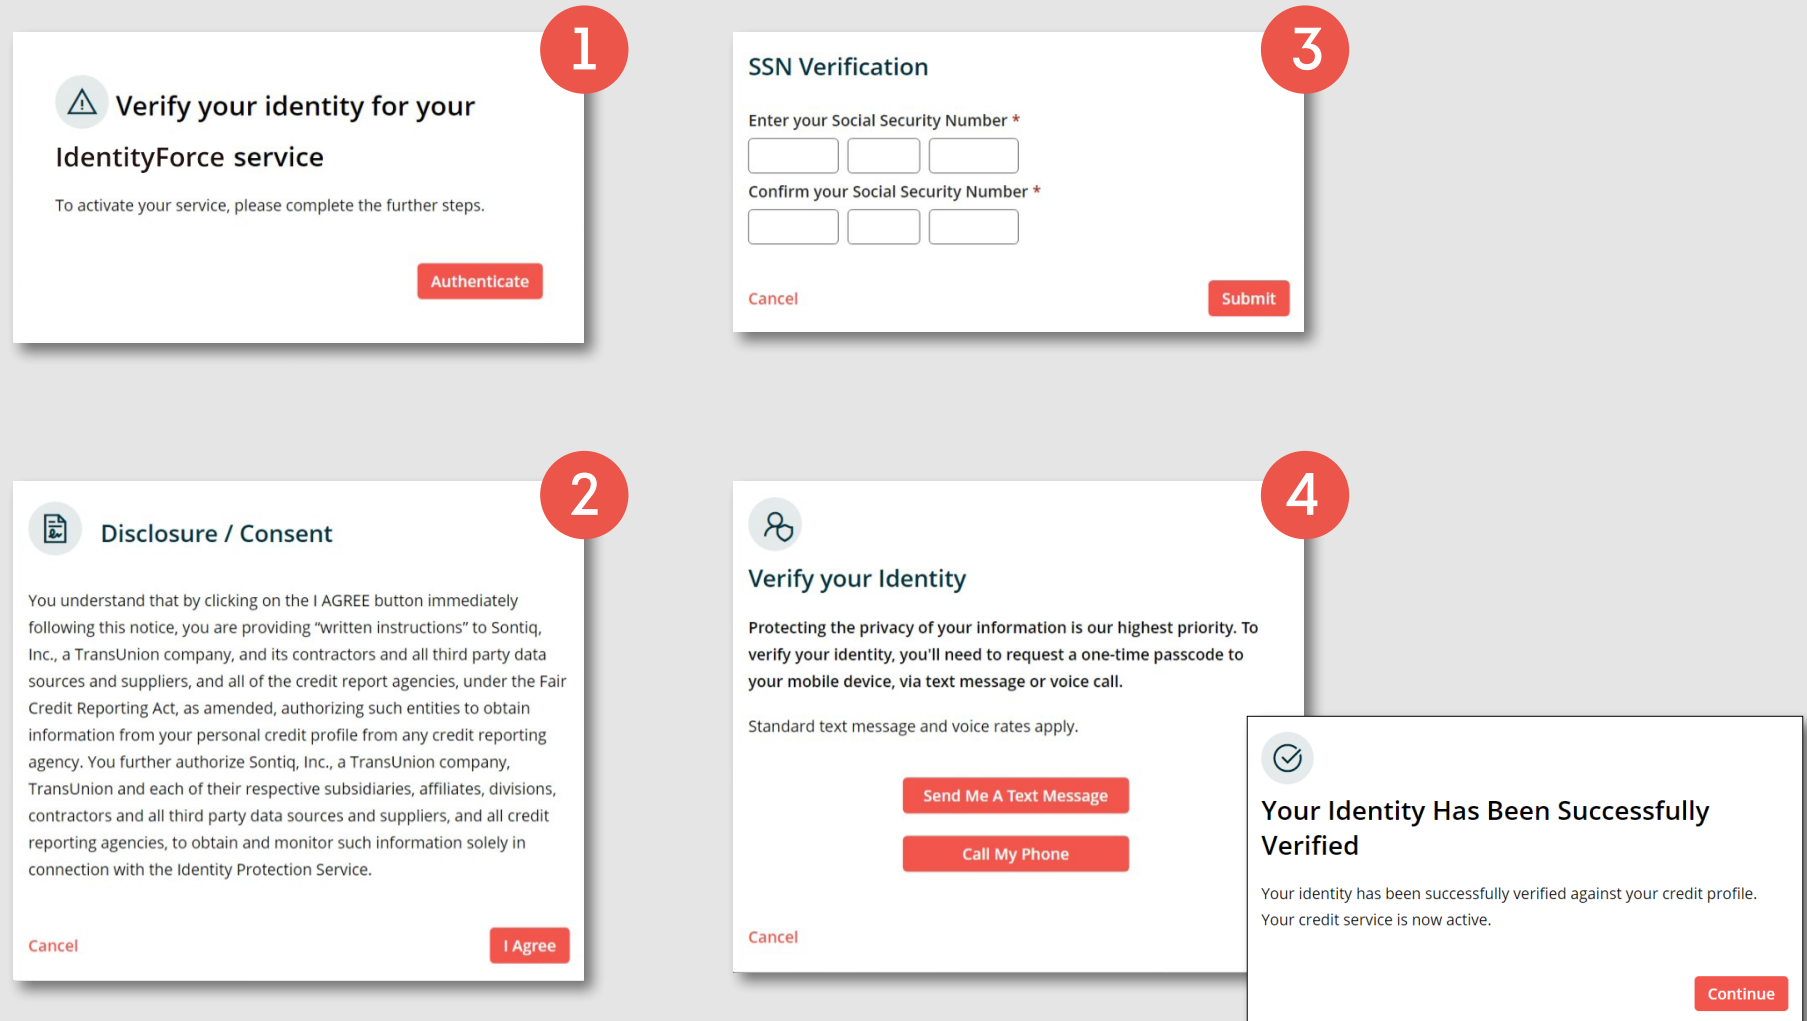 1
Verify your identity for your
IdentityForce service
To activate your service, please complete the further steps.
Authenticate
2
Disclosure / Consent
You understand that by clicking on the I AGREE button immediately
following this notice, you are providing “written instructions” to Sontiq,
Inc., a TransUnion company, and its contractors and all third party data
sources and suppliers, and all of the credit report agencies, under the Fair
Credit Reporting Act, as amended, authorizing such entities to obtain
information from your personal credit profile from any credit reporting
agency. You further authorize Sontiq, Inc., a TransUnion company,
TransUnion and each of their respective subsidiaries, affiliates, divisions,
contractors and all third party data sources and suppliers, and all credit
reporting agencies, to obtain and monitor such information solely in
connection with the Identity Protection Service.
Cancel
I Agree
3
SSN Verification
Enter your Social Security Number *
Confirm your Social Security Number *
Cancel
Submit
4
Verify your Identity
Protecting the privacy of your information is our highest priority. To
verify your identity, you'll need to request a one-time passcode to
your mobile device, via text message or voice call.
Standard text message and voice rates apply.
Send Me A Text Message
Call My Phone
Cancel
Your Identity Has Been Successfully
Verified
Your identity has been successfully verified against your credit profile.
Your credit service is now active.
Continue